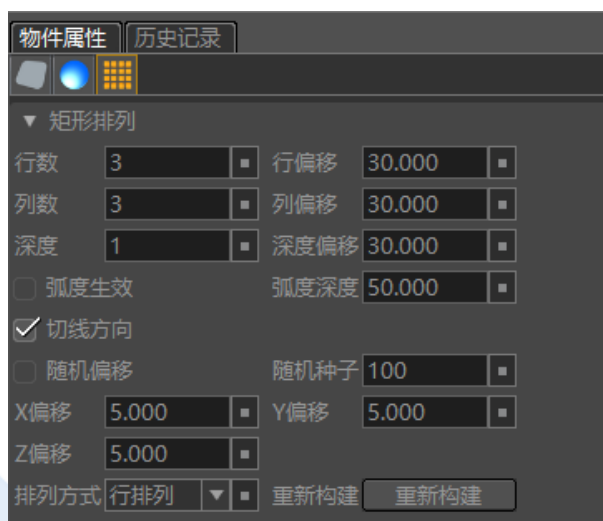 物件属性 历史记录
矩形排列
行数 3 行偏移 30.000
列数 3 列偏移 30.000
深度 1 深度偏移 30.000
弧度生效 弧度深度 50.000
切线方向
随机偏移 随机种子 100
X偏移 5.000 Y偏移 5.000
Z偏移 5.000
排列方式 行排列 重新构建 重新构建